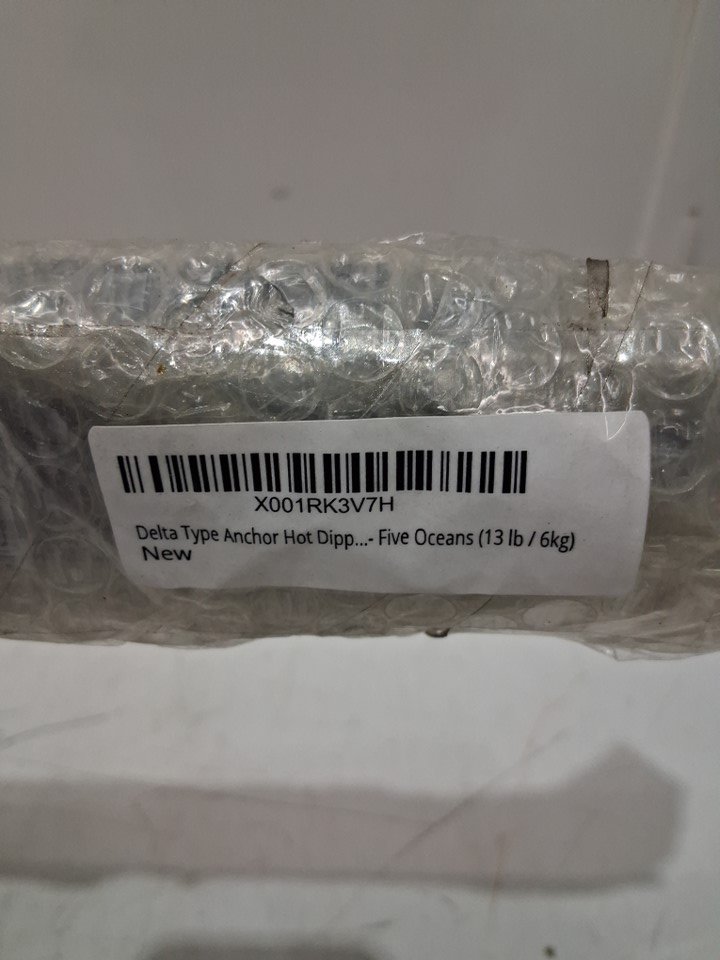 X001RK3V7H
Delta Type Anchor Hot Dipp...- Five Oceans (13 lb / 6kg)
New